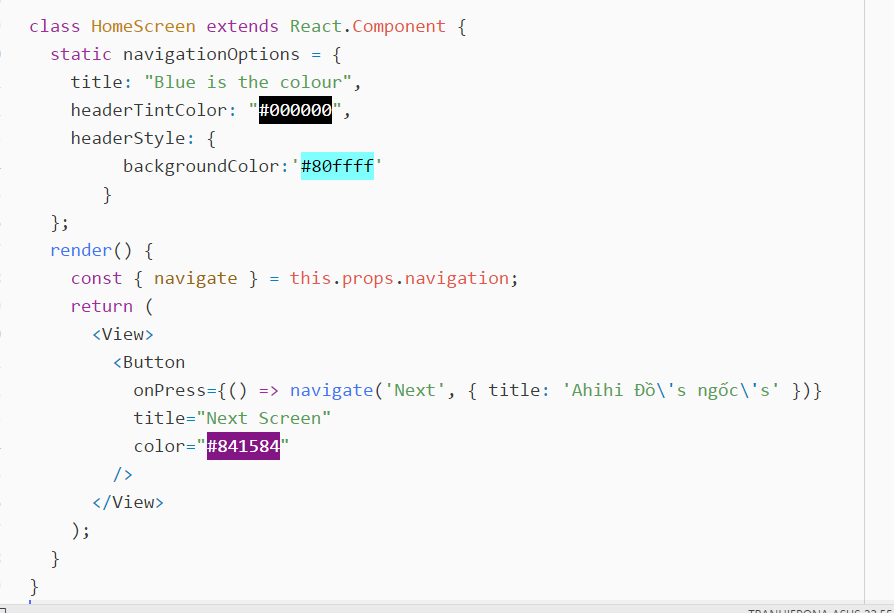 class HomeScreen extends React.Component {
  static navigationOptions = {
    title: "Blue is the colour",
    headerTintColor: "#000000",
    headerStyle: {
         backgroundColor:'#80ffff'
       }
  };
  render() {
    const { navigate } = this.props.navigation;
    return (
      <View>
        <Button
          onPress={() => navigate('Next', { title: 'Ahihi Đồ\'s ngốc\'s' })}
          title="Next Screen"
          color="#841584"
        />
      </View>
    );
  }
}